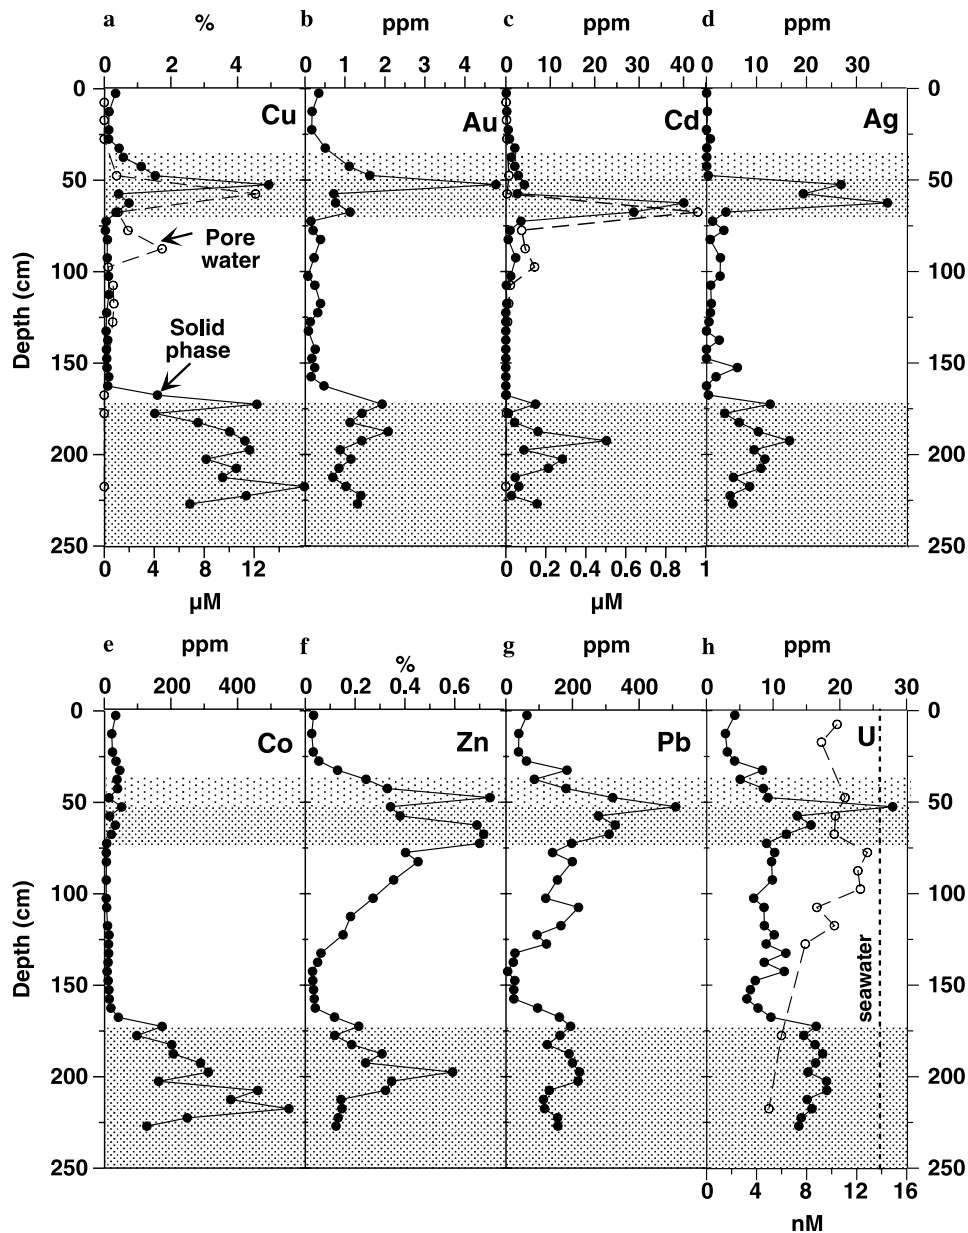 a % b ppm c ppm d ppm
0 2 4 0 1 2 3 4 0 10 20 30 40 0 10 20 30
0 Cu Au Cd Ag 0
50 50
Pore
water
100 100
Depth (cm)
Solid
phase
150 150
200 200
250 250
0 4 8 12 0 0.2 0.4 0.6 0.8 1
µM µM
e ppm f % g ppm h ppm
0 200 400 0 0.2 0.4 0.6 0 200 400 0 10 20 30
0 Co Zn Pb U 0
50 50
100 100
Depth (cm)
150 150
seawater
200 200
250 250
0 4 8 12 16
nM